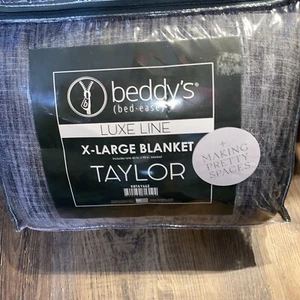 beddy's®
(bed-ease)
LUXE LINE
X-LARGE BLANKET
TAYLOR
+
MAKING
PRETTY
SPACES